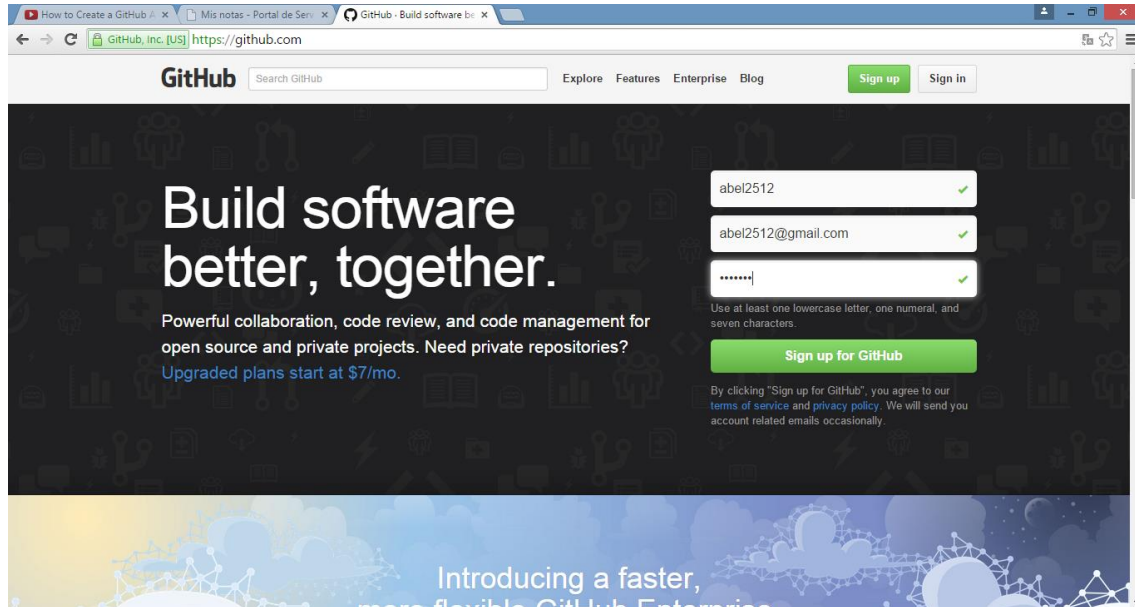 How to Create a GitHub A
Mis notas - Portal de Serv
GitHub · Build software be
GitHub, Inc. [US] https://github.com
GitHub Search GitHub Explore Features Enterprise Blog Sign up Sign in
Build software
better, together.
Powerful collaboration, code review, and code management for
open source and private projects. Need private repositories?
Upgraded plans start at $7/mo.
abel2512
abel2512@gmail.com
•••••••
Use at least one lowercase letter, one numeral, and
seven characters.
Sign up for GitHub
By clicking "Sign up for GitHub", you agree to our
terms of service and privacy policy. We will send you
account related emails occasionally.
Introducing a faster,
more flexible GitHub Enterprise